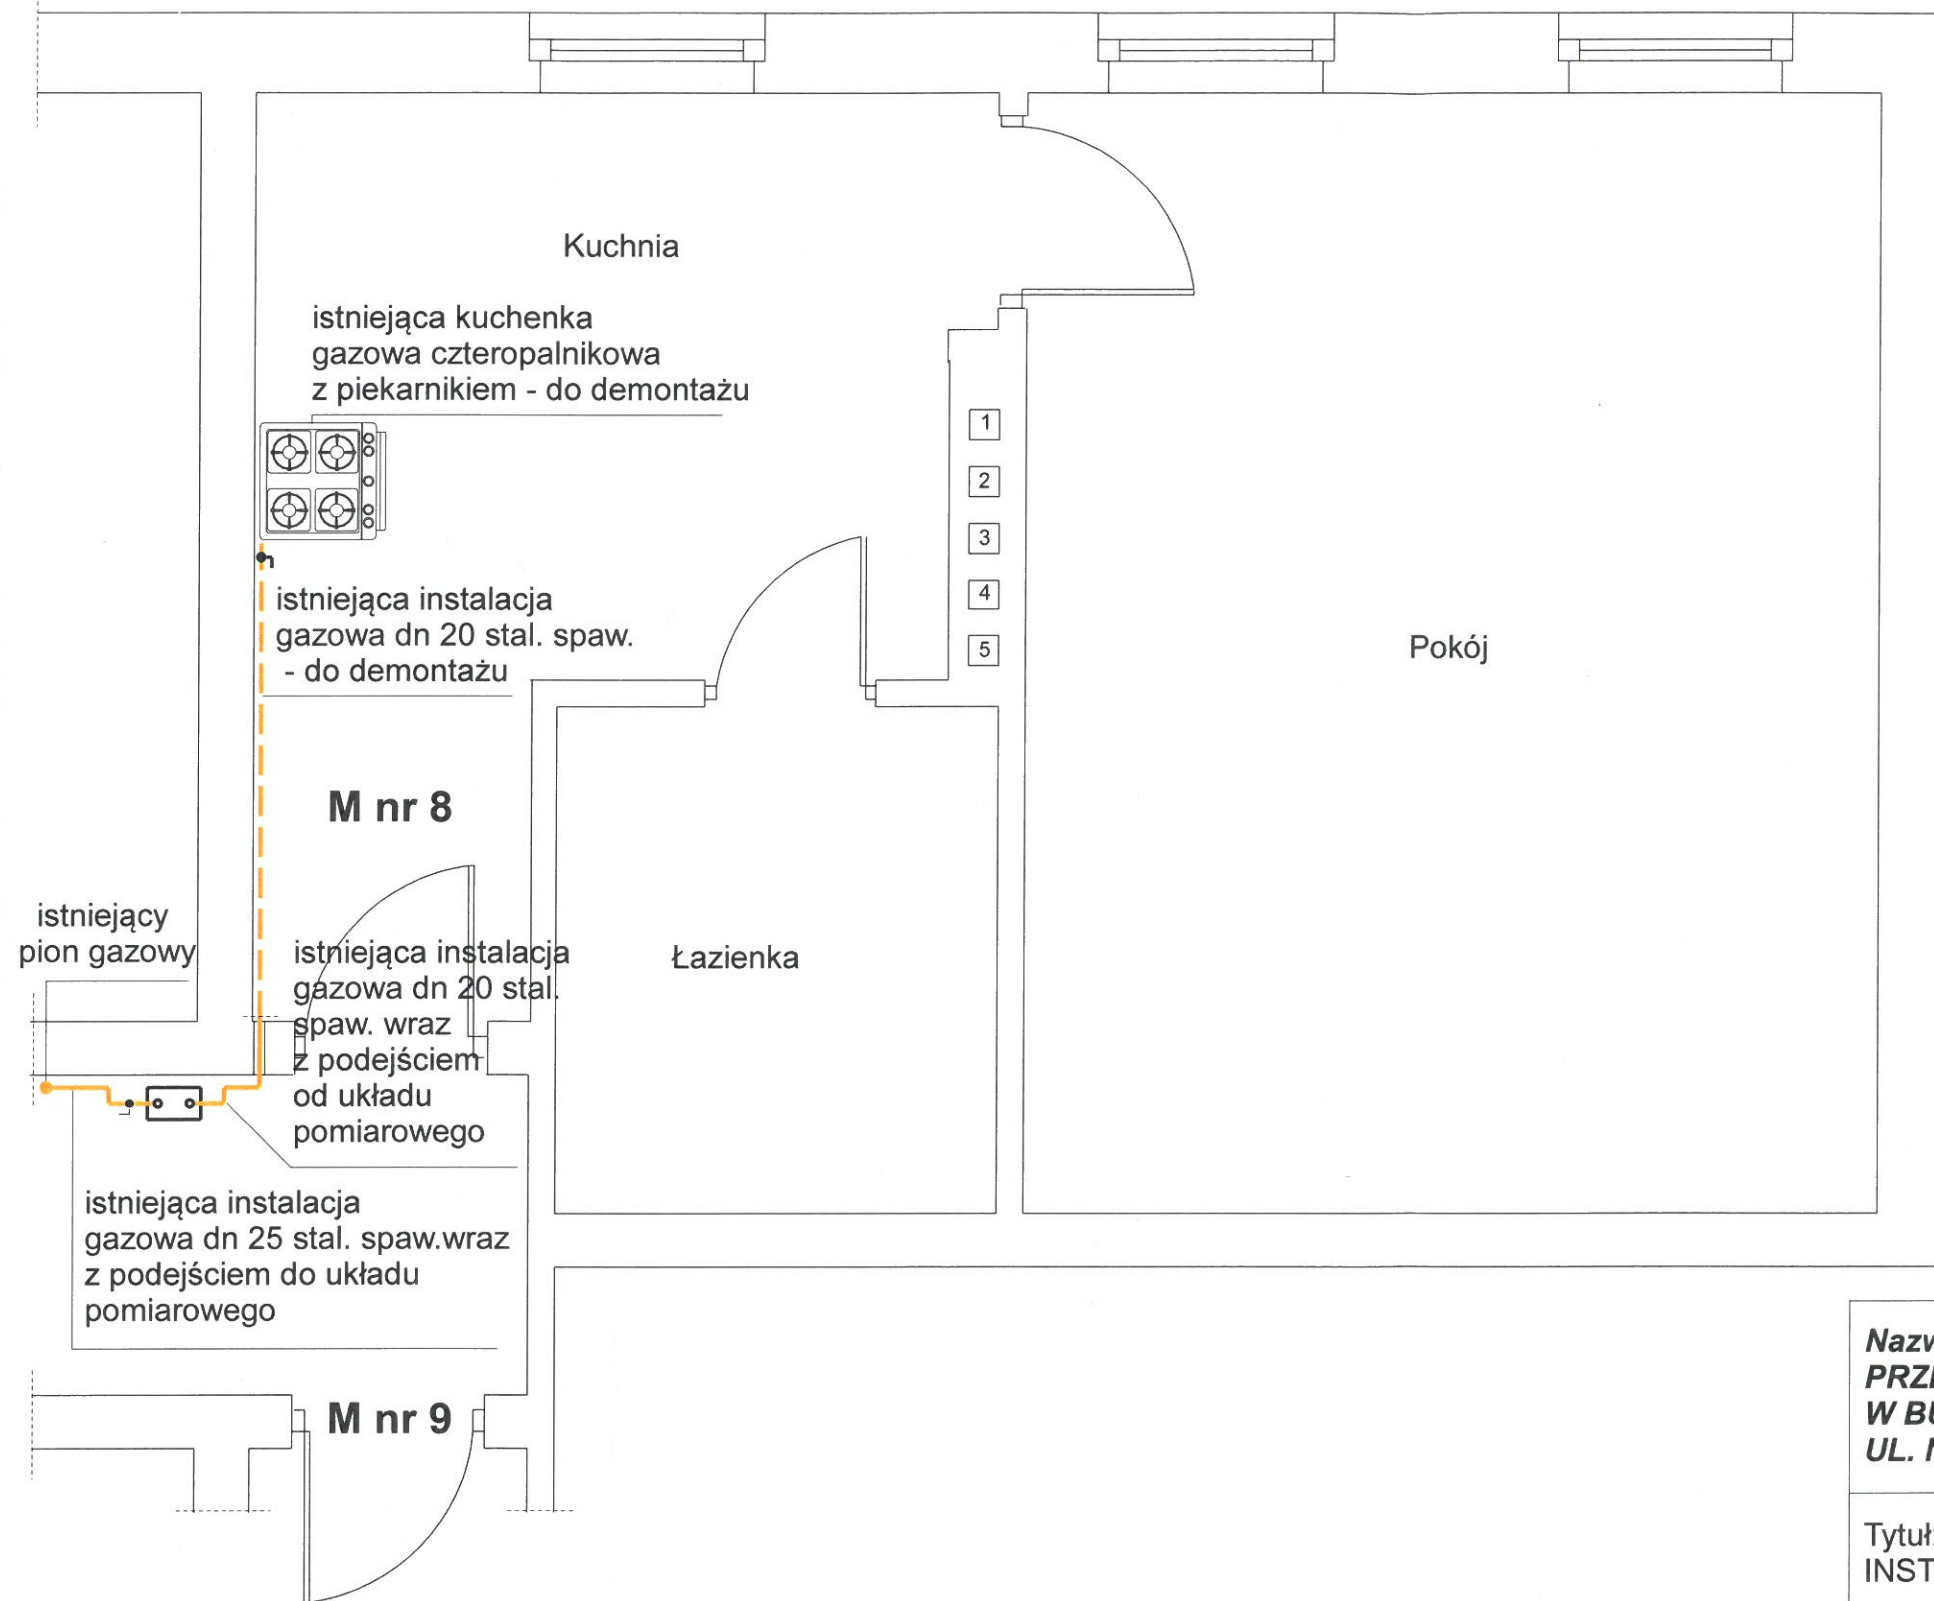 Kuchnia
istniejąca kuchenka
gazowa czteropalnikowa
z piekarnikiem - do demontażu
1
2
3
4
5
istniejąca instalacja
gazowa dn 20 stal. spaw.
- do demontażu
Pokój
M nr 8
istniejący
pion gazowy
istniejąca instalacja
gazowa dn 20 stal.
spaw. wraz
z podejściem
od układu
pomiarowego
Łazienka
istniejąca instalacja
gazowa dn 25 stal. spaw.wraz
z podejściem do układu
pomiarowego
M nr 9
UL.
Tytuł: